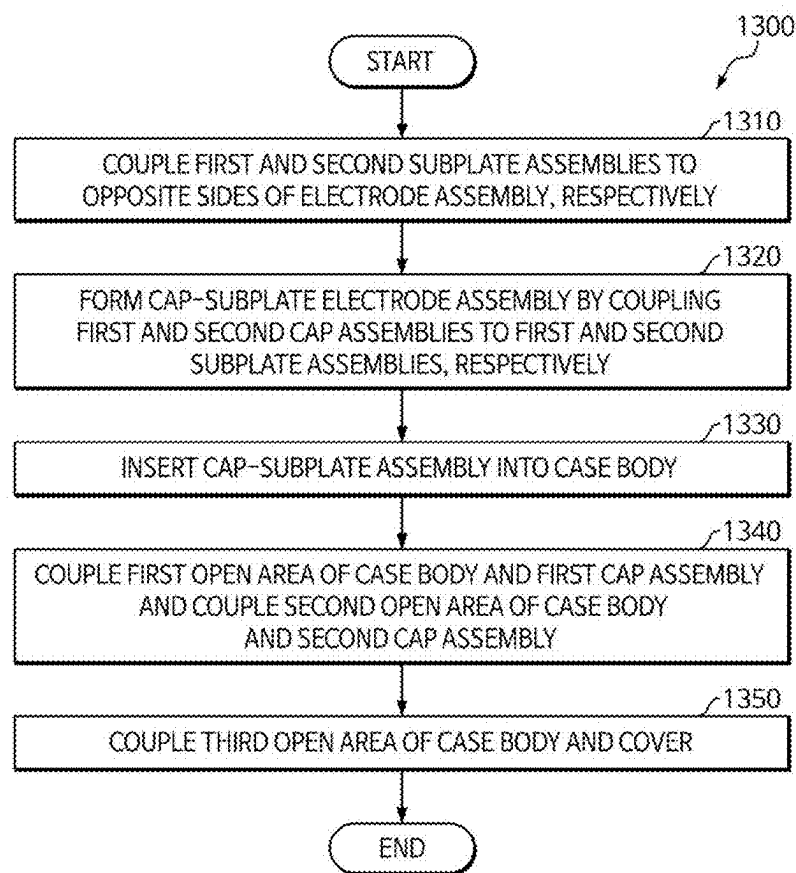 1300
START
1310
COUPLE FIRST AND SECOND SUBPLATE ASSEMBLIES TO
OPPOSITE SIDES OF ELECTRODE ASSEMBLY, RESPECTIVELY
1320
FORM CAP-SUBPLATE ELECTRODE ASSEMBLY BY COUPLING
FIRST AND SECOND CAP ASSEMBLIES TO FIRST AND SECOND
SUBPLATE ASSEMBLIES, RESPECTIVELY
1330
INSERT CAP-SUBPLATE ASSEMBLY INTO CASE BODY
1340
COUPLE FIRST OPEN AREA OF CASE BODY AND FIRST CAP ASSEMBLY
AND COUPLE SECOND OPEN AREA OF CASE BODY
AND SECOND CAP ASSEMBLY
1350
COUPLE THIRD OPEN AREA OF CASE BODY AND COVER
END